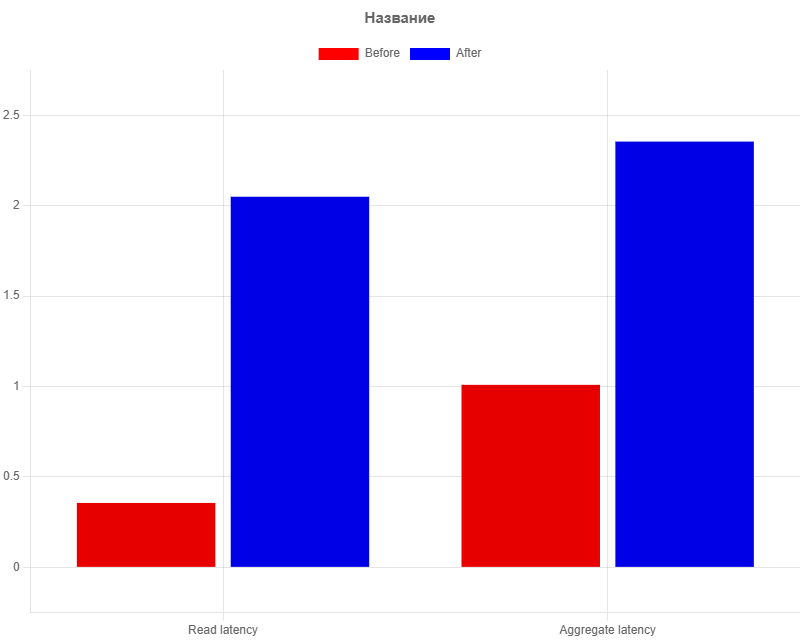 Название
Before After
2.5
2
1.5
1
0.5
0
Read latency Aggregate latency